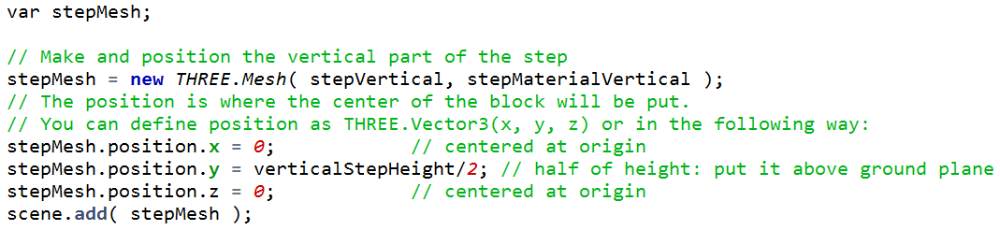 var stepMesh;

// Make and position the vertical part of the step
stepMesh = new THREE.Mesh( stepVertical, stepMaterialVertical );
// The position is where the center of the block will be put.
// You can define position as THREE.Vector3(x, y, z) or in the following way:
stepMesh.position.x = 0;            // centered at origin
stepMesh.position.y = verticalStepHeight/2; // half of height: put it above ground plane
stepMesh.position.z = 0;            // centered at origin
scene.add( stepMesh );